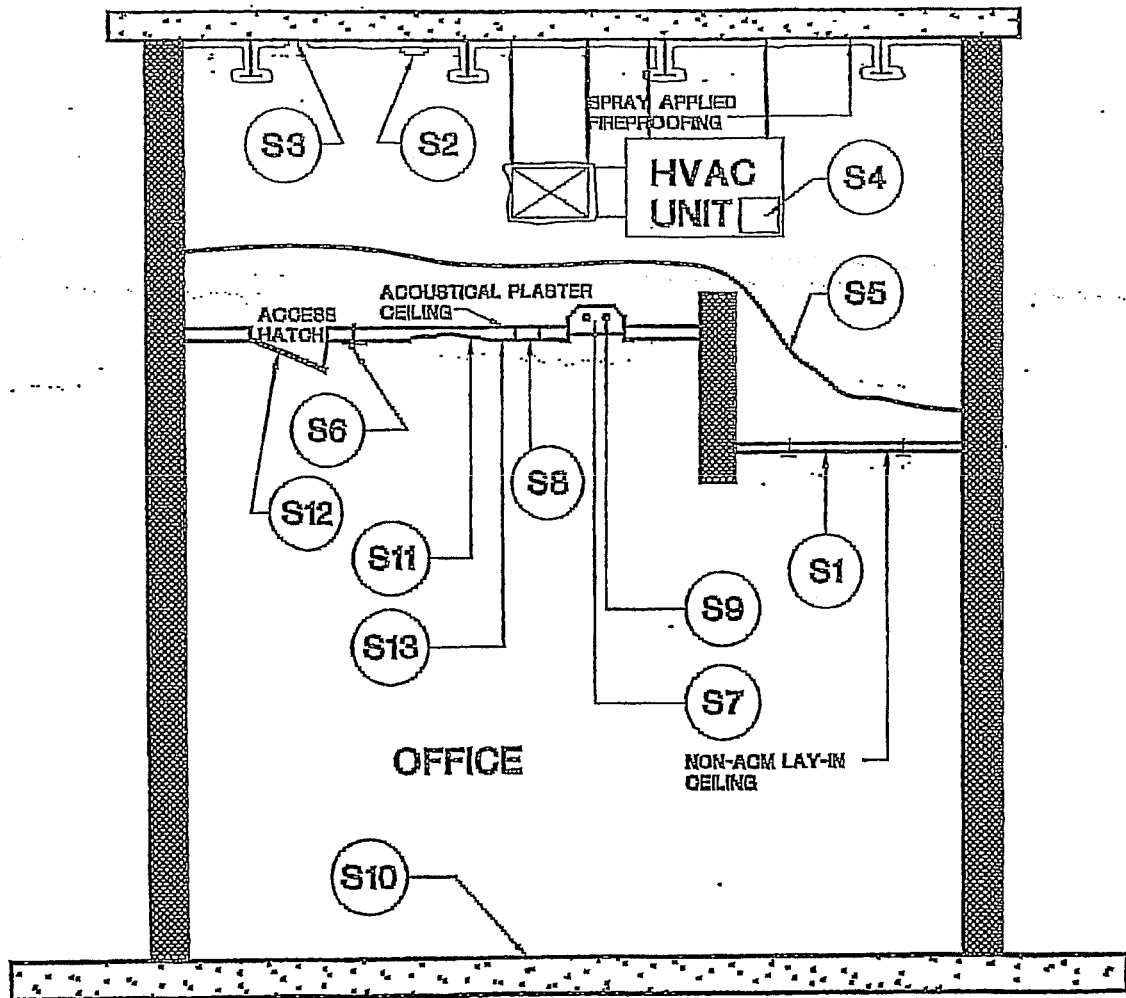 SPRAY APPLIED
FIREPROOFING
S3
S2
HVAC
UNIT
S4
S5
ACOUSTICAL PLASTER
CEILING
ACCESS
HATCH
S6
S8
S12
S11
S1
S9
S13
S7
OFFICE
NON-ACM LAY-IN
CEILING
S10